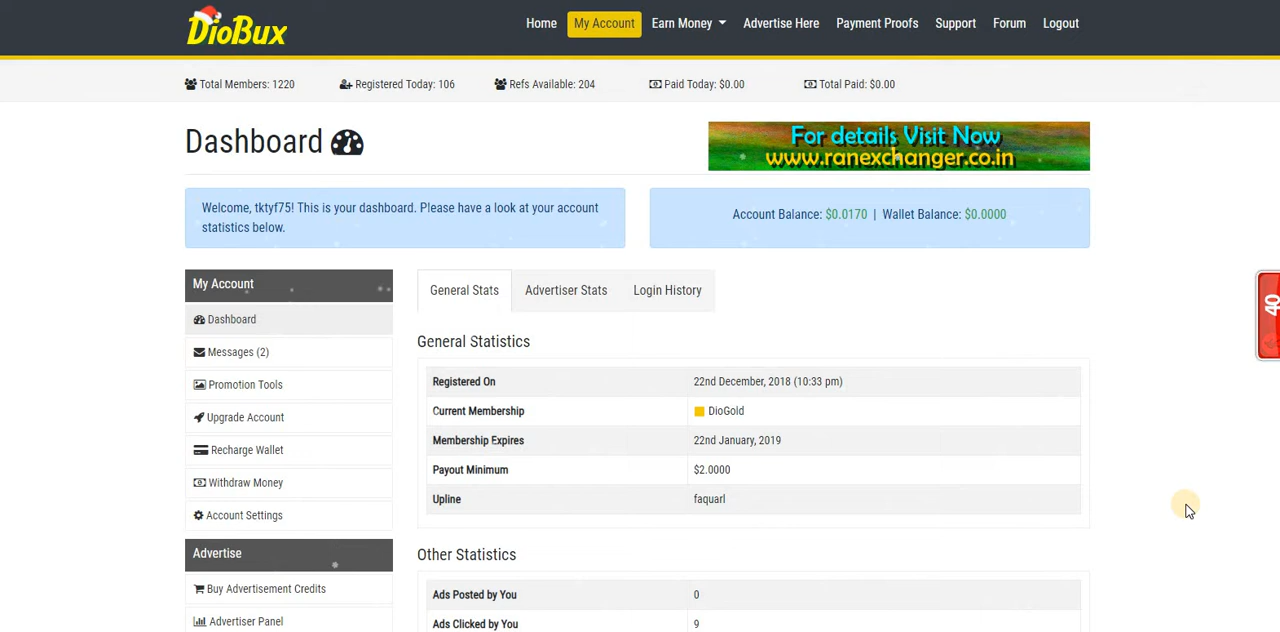 DioBux
Home My Account Earn Money Advertise Here Payment Proofs Support Forum Logout
Total Members: 1220 Registered Today: 106 Refs Available: 204 Paid Today: $0.00 Total Paid: $0.00
Dashboard
For details Visit Now
www.ranexchanger.co.in
Welcome, tktyf75! This is your dashboard. Please have a look at your account
statistics below.
Account Balance: $0.0170 | Wallet Balance: $0.0000
My Account
Dashboard
Messages (2)
Promotion Tools
Upgrade Account
Recharge Wallet
Withdraw Money
Account Settings
Advertise
Buy Advertisement Credits
Advertiser Panel
General Stats Advertiser Stats Login History
General Statistics
Registered On 22nd December, 2018 (10:33 pm)
Current Membership DioGold
Membership Expires 22nd January, 2019
Payout Minimum $2.0000
Upline faquarl
Other Statistics
Ads Posted by You 0
Ads Clicked by You 9
40